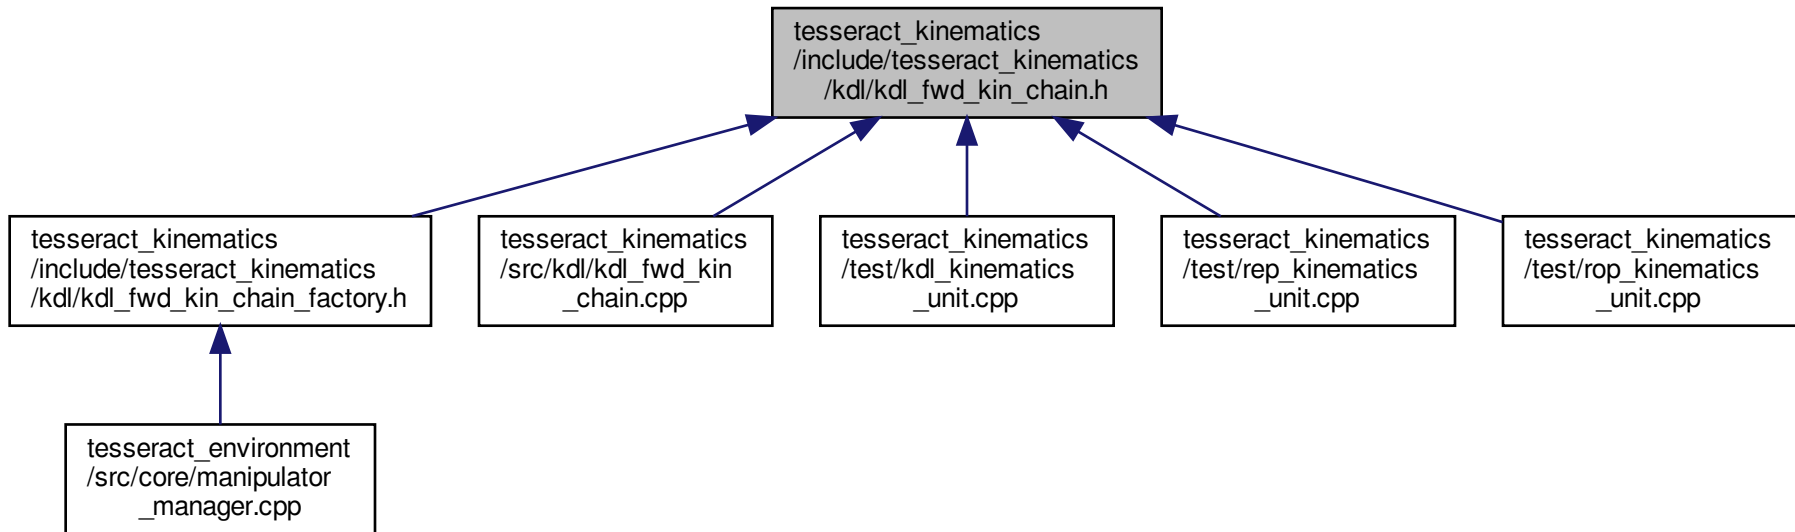 tesseract_kinematics
/include/tesseract_kinematics
/kdl/kdl_fwd_kin_chain.h
tesseract_kinematics
/include/tesseract_kinematics
/kdl/kdl_fwd_kin_chain_factory.h
tesseract_kinematics
/src/kdl/kdl_fwd_kin
_chain.cpp
tesseract_kinematics
/test/kdl_kinematics
_unit.cpp
tesseract_kinematics
/test/rep_kinematics
_unit.cpp
tesseract_kinematics
/test/rop_kinematics
_unit.cpp
tesseract_environment
/src/core/manipulator
_manager.cpp